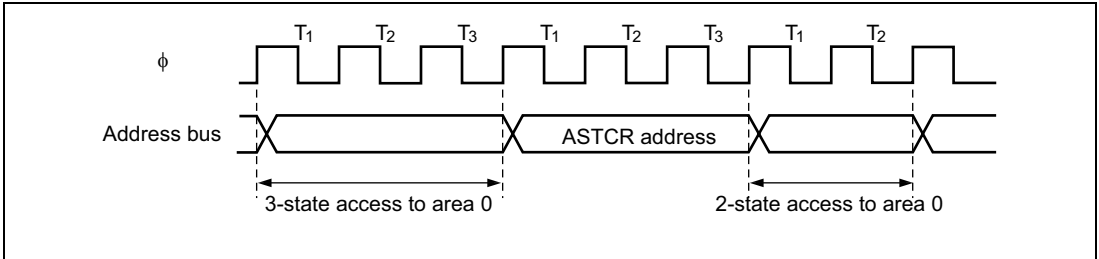 T1 T2 T3 T1 T2 T3 T1 T2
ϕ
Address bus
ASTCR address
3-state access to area 0 2-state access to area 0